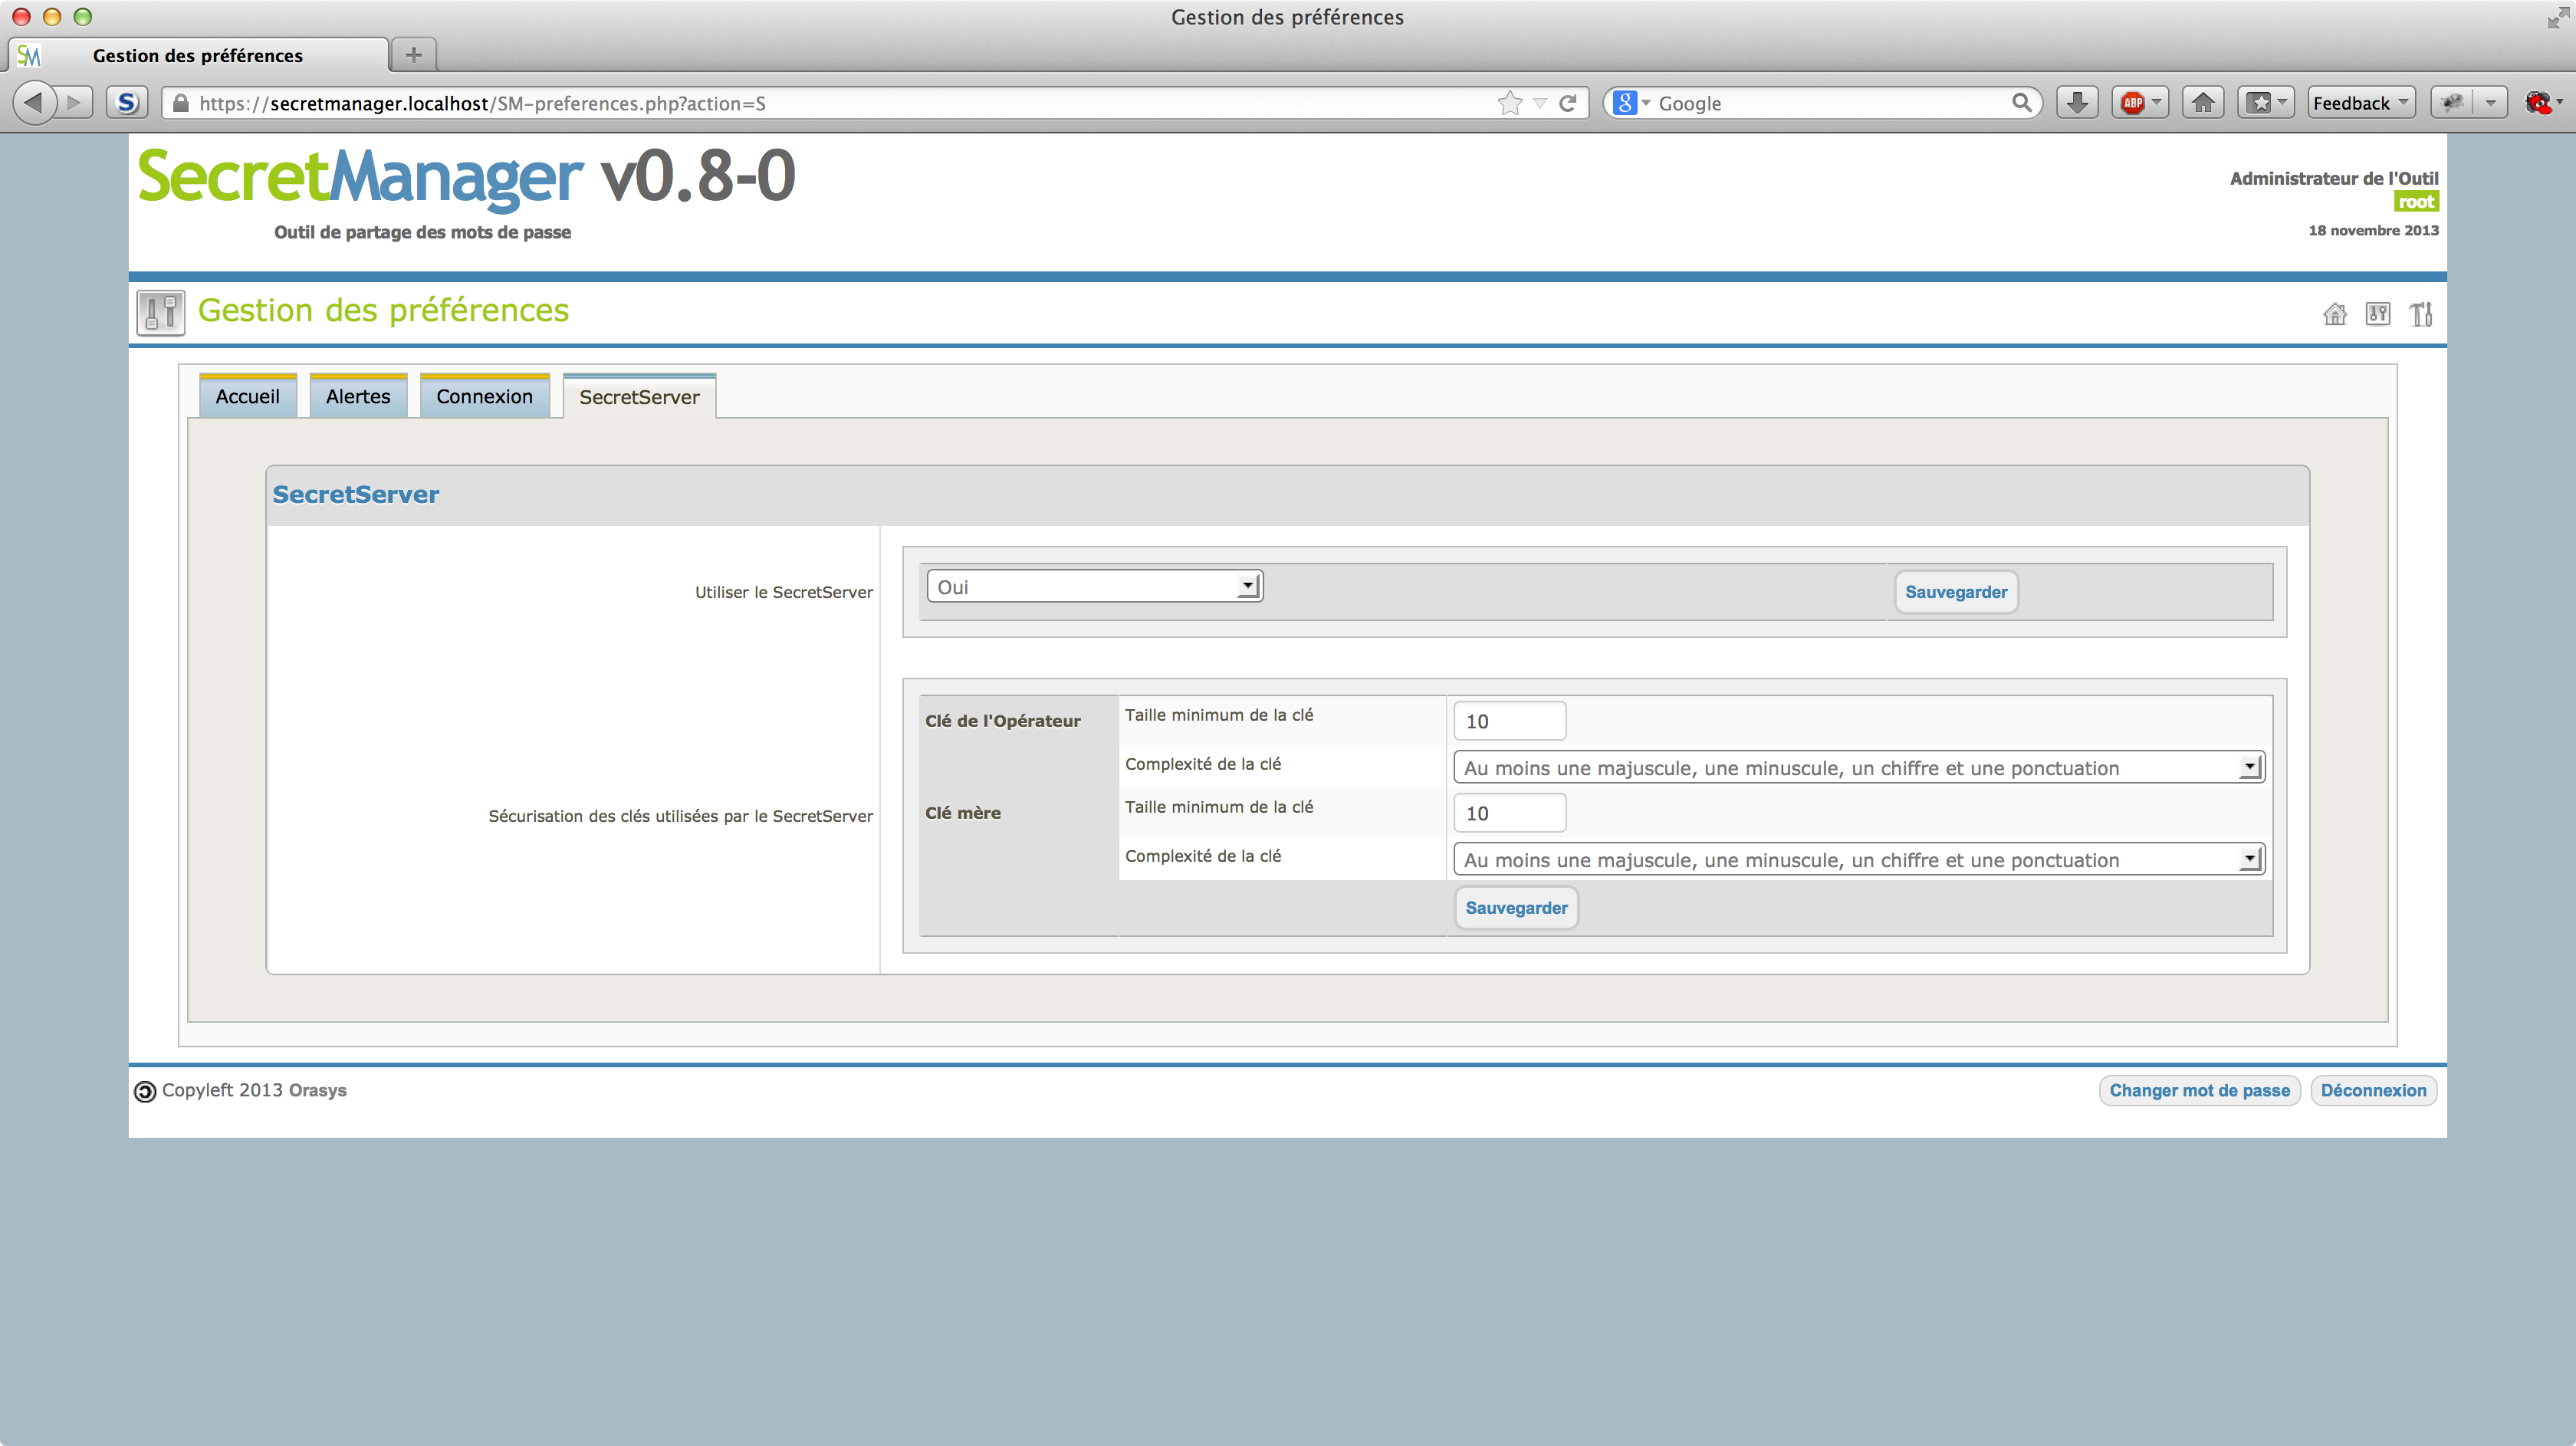 Gestion des préférences
Gestion des préférences
https://secretmanager.localhost/SM-preferences.php?action=S
Google
ABP
Feedback
SecretManager v0.8-0
Outil de partage des mots de passe
Administrateur de l'Outil
root
18 novembre 2013
Gestion des préférences
Accueil
Alertes
Connexion
SecretServer
SecretServer
Utiliser le SecretServer
Oui
Sauvegarder
Sécurisation des clés utilisées par le SecretServer
Clé de l'Opérateur
Taille minimum de la clé
10
Complexité de la clé
Au moins une majuscule, une minuscule, un chiffre et une ponctuation
Clé mère
Taille minimum de la clé
10
Complexité de la clé
Au moins une majuscule, une minuscule, un chiffre et une ponctuation
Sauvegarder
Copyleft 2013 Orasys
Changer mot de passe
Déconnexion